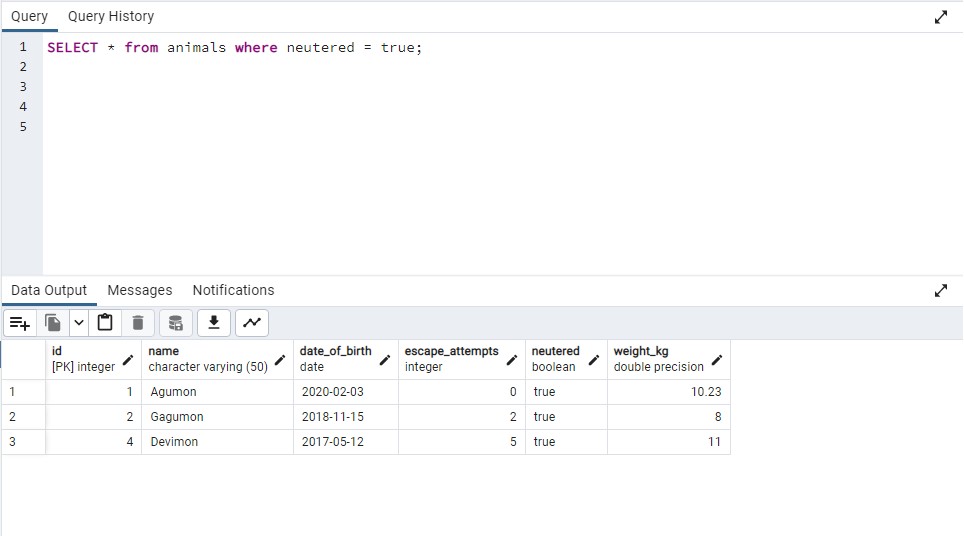 Query Query History
1 SELECT * from animals where neutered = true;
2
3
4
5
Data Output Messages Notifications
id name date_of_birth escape_attempts neutered weight_kg
[PK] integer character varying (50) date integer boolean double precision
1 1 Agumon 2020-02-03 0 true 10.23
2 2 Gagumon 2018-11-15 2 true 8
3 4 Devimon 2017-05-12 5 true 11